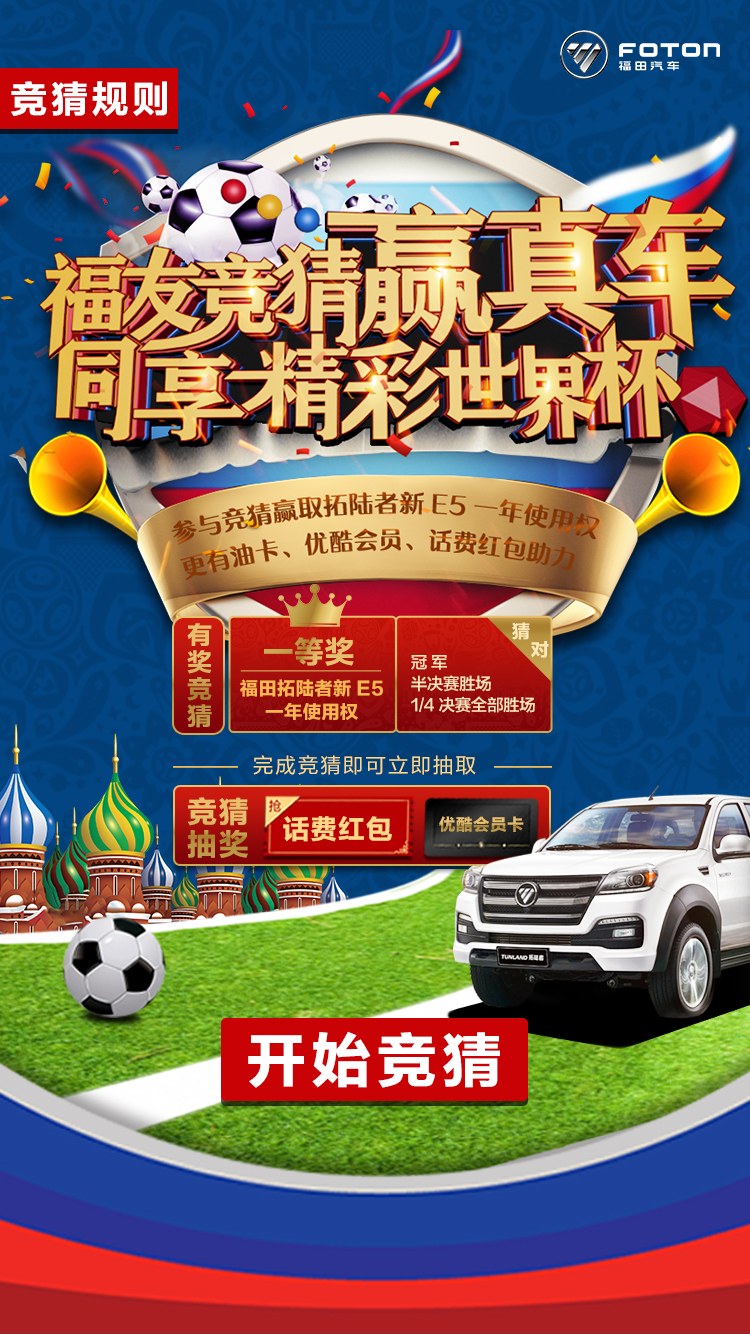 FOTON
福田汽车
竞猜规则
福友竞猜赢真车
同享精彩世界杯
参与竞猜赢取拓陆者新 E5 一年使用权
更有油卡、优酷会员、话费红包助力
有奖竞猜
一等奖
福田拓陆者新 E5
一年使用权
猜对
冠军
半决赛胜场
1/4 决赛全部胜场
完成竞猜即可立即抽取
竞猜
抽奖
抢
话费红包
优酷会员卡
TUNLAND 拓陆者
开始竞猜